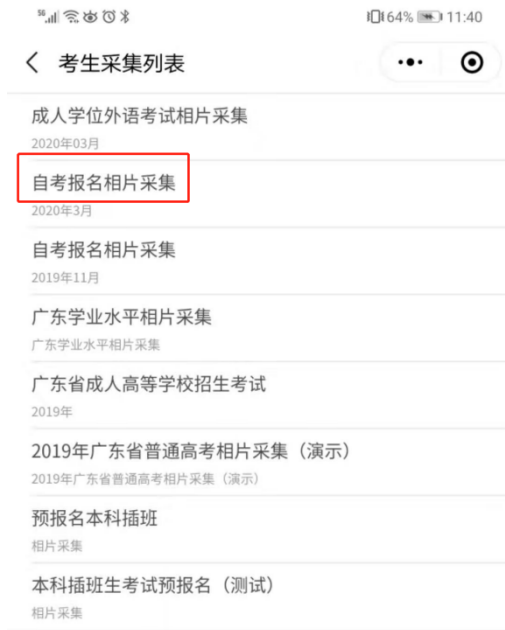 5G 64% 11:40
考生采集列表
成人学位外语考试相片采集
2020年03月
自考报名相片采集
2020年3月
自考报名相片采集
2019年11月
广东学业水平相片采集
广东学业水平相片采集
广东省成人高等学校招生考试
2019年
2019年广东省普通高考相片采集（演示）
2019年广东省普通高考相片采集（演示）
预报名本科插班
相片采集
本科插班生考试预报名（测试）
相片采集